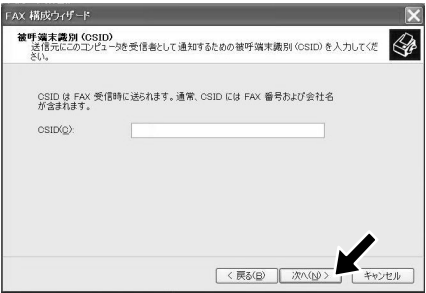 FAX 構成ウィザード
被呼端末識別 (CSID)
送信元にこのコンピュータを受信者として通知するための被呼端末識別 (CSID) を入力してくだ
さい。
CSID は FAX 受信時に送られます。通常、CSID には FAX 番号および会社名
が含まれます。
CSID(C):
< 戻る(B) 次へ(N) > キャンセル